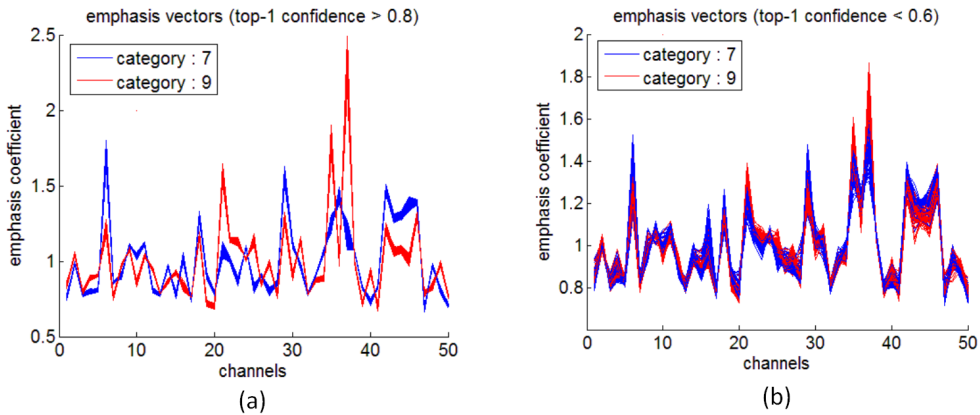 emphasis vectors (top-1 confidence > 0.8)
emphasis coefficient
2.5
2
1.5
1
0.5
category : 7
category : 9
0 10 20 30 40 50
channels
(a)
emphasis vectors (top-1 confidence < 0.6)
emphasis coefficient
2
1.8
1.6
1.4
1.2
1
0.8
category : 7
category : 9
0 10 20 30 40 50
channels
(b)